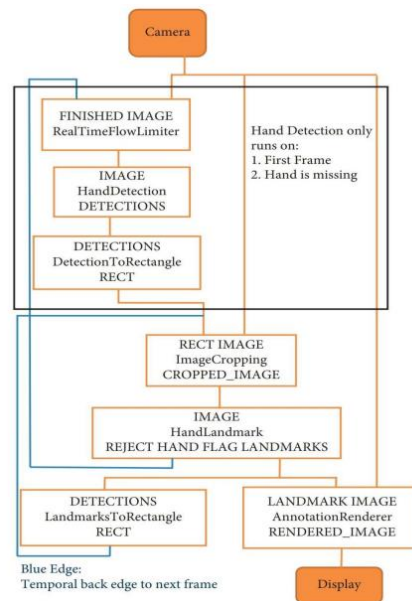 Camera
FINISHED IMAGE
RealTimeFlowLimiter
Hand Detection only
runs on:
1. First Frame
2. Hand is missing
IMAGE
HandDetection
DETECTIONS
DETECTIONS
DetectionToRectangle
RECT
RECT IMAGE
ImageCropping
CROPPED_IMAGE
IMAGE
HandLandmark
REJECT HAND FLAG LANDMARKS
DETECTIONS
LandmarksToRectangle
RECT
LANDMARK IMAGE
AnnotationRenderer
RENDERED_IMAGE
Blue Edge:
Temporal back edge to next frame
Display